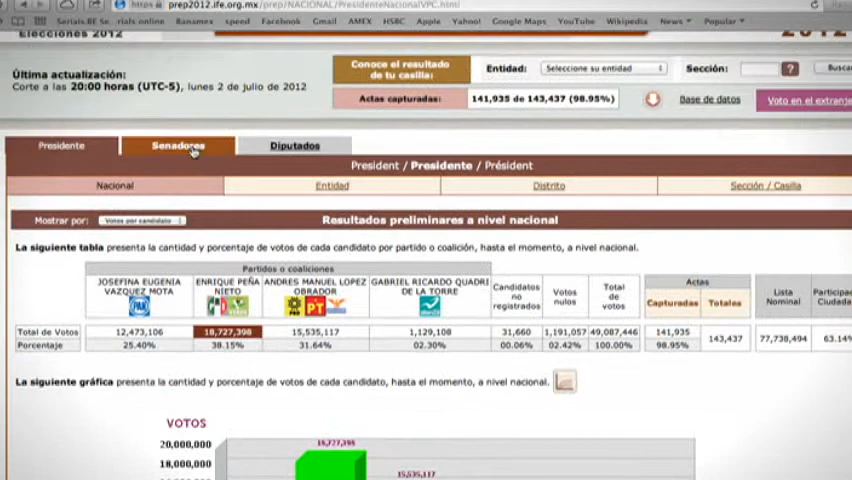 https prep2012.ife.org.mx/prep/NACIONAL/PresidenteNacionalVPC.html
Serials.BE Se..rials online Banamex speed Facebook Gmail AMEX HSBC Apple Yahoo! Google Maps YouTube Wikipedia News Popular
Elecciones 2012
2012
Última actualización:
Corte a las 20:00 horas (UTC-5), lunes 2 de julio de 2012
Conoce el resultado
de tu casilla:
Entidad: Seleccione su entidad Sección: ? Busca
Actas capturadas: 141,935 de 143,437 (98.95%) Base de datos Voto en el extranje
Presidente Senadores Diputados
President / Presidente / Président
Nacional Entidad Distrito Sección / Casilla
Mostrar por: Votos por candidato Resultados preliminares a nivel nacional
La siguiente tabla presenta la cantidad y porcentaje de votos de cada candidato por partido o coalición, hasta el momento, a nivel nacional.
Partidos o coaliciones
JOSEFINA EUGENIA VAZQUEZ MOTA
PAN
ENRIQUE PEÑA NIETO
ANDRES MANUEL LOPEZ OBRADOR
PT
GABRIEL RICARDO QUADRI DE LA TORRE
Candidatos no registrados
Votos nulos
Total de votos
Actas
Capturadas Totales
Lista Nominal
Participac
Ciudada
Total de Votos 12,473,106 18,727,398 15,535,117 1,129,108 31,660 1,191,057 49,087,446 141,935 143,437 77,738,494 63.14%
Porcentaje 25.40% 38.15% 31.64% 02.30% 00.06% 02.42% 100.00% 98.95%
La siguiente gráfica presenta la cantidad y porcentaje de votos de cada candidato, hasta el momento, a nivel nacional.
VOTOS
20,000,000
18,727,398
18,000,000
15,535,117